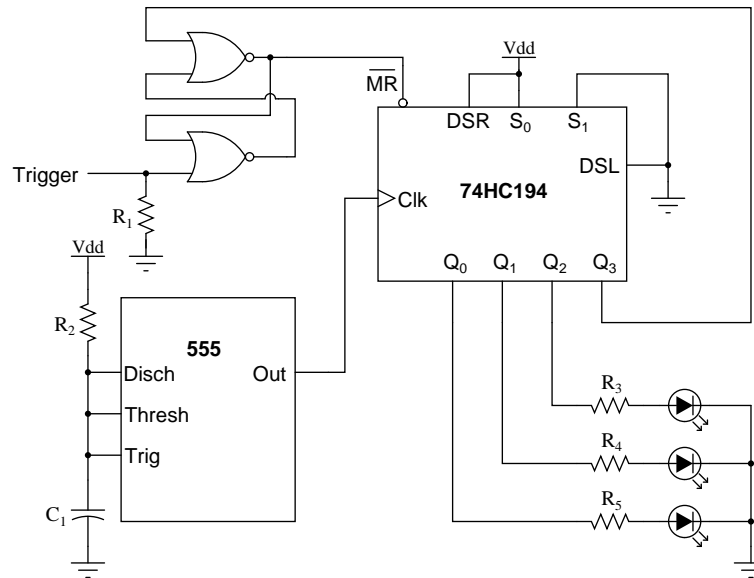 Vdd
MR
DSR S0 S1
DSL
74HC194
Clk
Q0 Q1 Q2 Q3
Trigger
R1
Vdd
R2
555
Disch
Out
Thresh
Trig
C1
R3
R4
R5